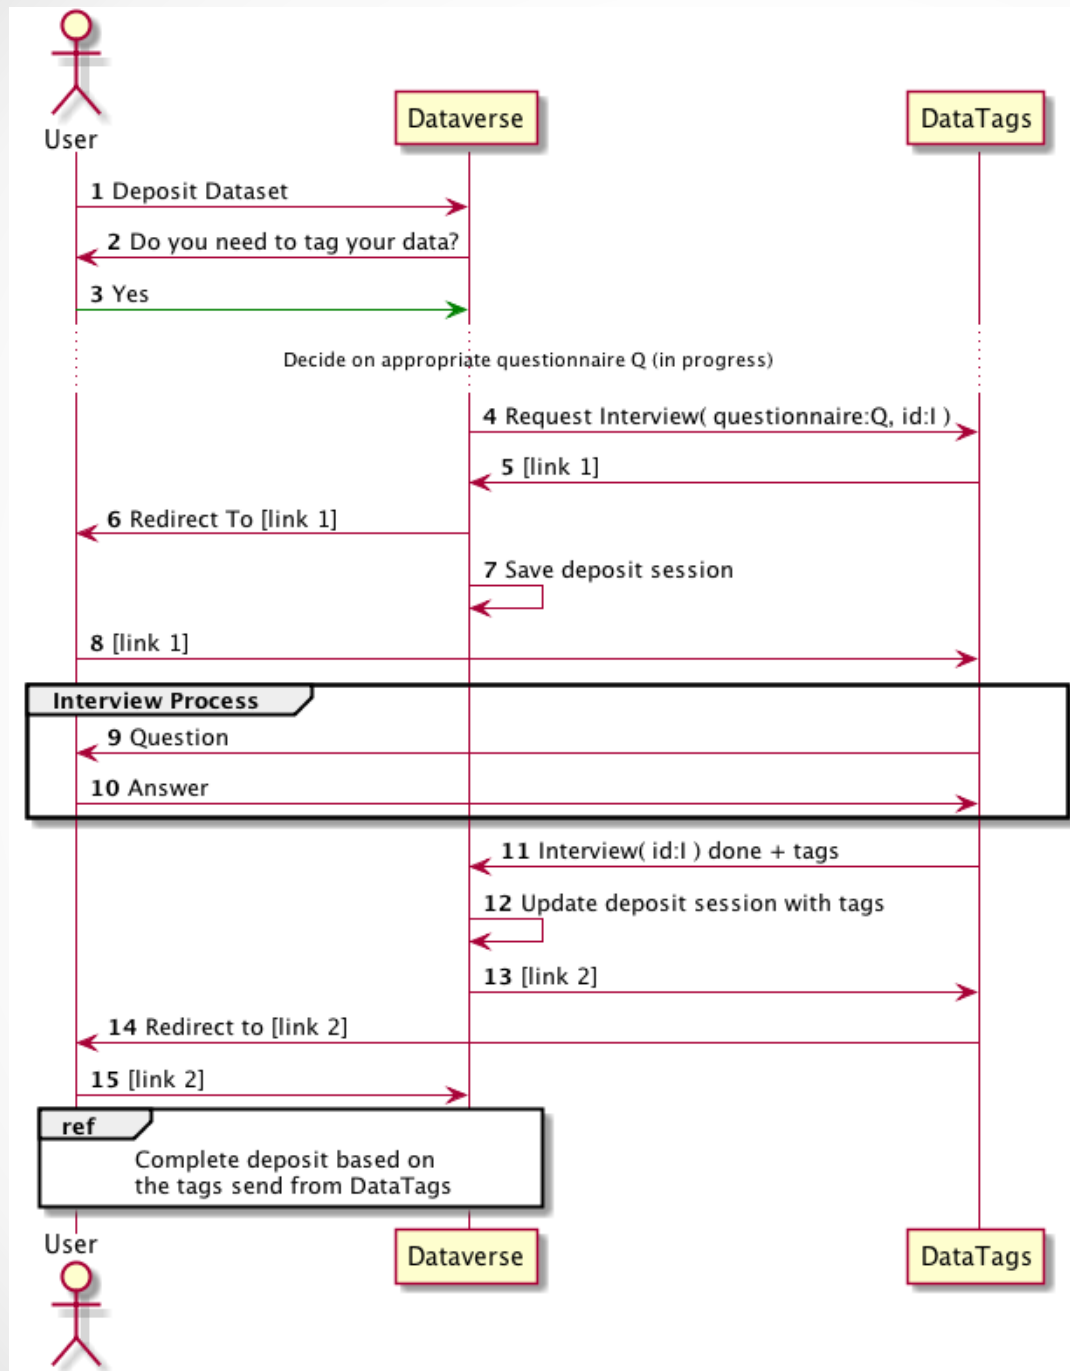 User
Dataverse
DataTags
1 Deposit Dataset
2 Do you need to tag your data?
3 Yes
Decide on appropriate questionnaire Q (in progress)
4 Request Interview( questionnaire:Q, id:I )
5 [link 1]
6 Redirect To [link 1]
7 Save deposit session
8 [link 1]
Interview Process
9 Question
10 Answer
11 Interview( id:I ) done + tags
12 Update deposit session with tags
13 [link 2]
14 Redirect to [link 2]
15 [link 2]
ref
Complete deposit based on
the tags send from DataTags
User
Dataverse
DataTags